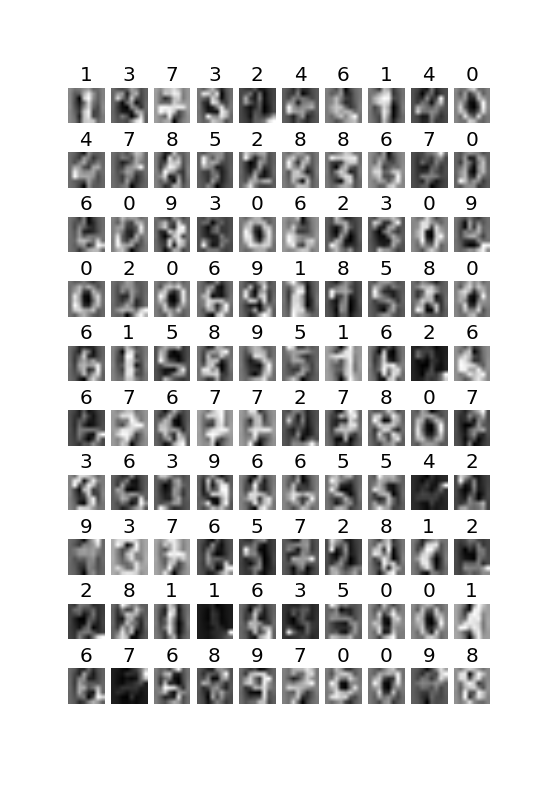 1 3 7 3 2 4 6 1 4 0
4 7 8 5 2 8 8 6 7 0
6 0 9 3 0 6 2 3 0 9
0 2 0 6 9 1 8 5 8 0
6 1 5 8 9 5 1 6 2 6
6 7 6 7 7 2 7 8 0 7
3 6 3 9 6 6 5 5 4 2
9 3 7 6 5 7 2 8 1 2
2 8 1 1 6 3 5 0 0 1
6 7 6 8 9 7 0 0 9 8